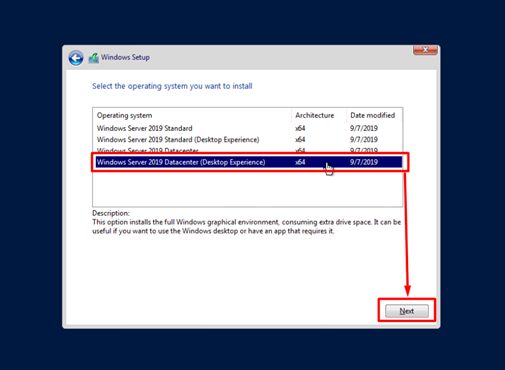 Windows Setup
Select the operating system you want to install
Operating system Architecture Date modified
Windows Server 2019 Standard x64 9/7/2019
Windows Server 2019 Standard (Desktop Experience) x64 9/7/2019
Windows Server 2019 Datacenter x64 9/7/2019
Windows Server 2019 Datacenter (Desktop Experience) x64 9/7/2019
Description:
This option installs the full Windows graphical environment, consuming extra drive space. It can be
useful if you want to use the Windows desktop or have an app that requires it.
Next